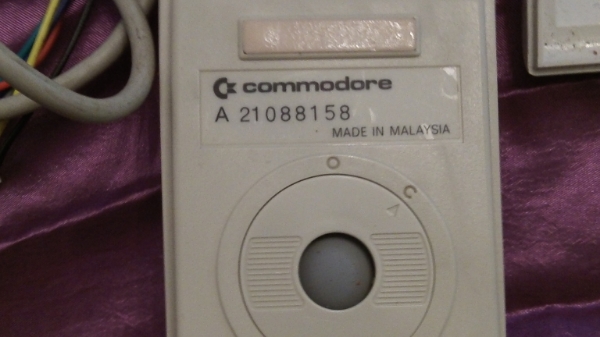 commodore
A 21088158
MADE IN MALAYSIA
O
C